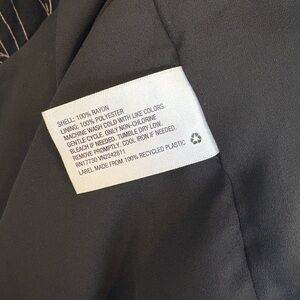 SHELL: 100% RAYON
LINING: 100% POLYESTER
MACHINE WASH COLD WITH LIKE COLORS.
GENTLE CYCLE. ONLY NON-CHLORINE
BLEACH IF NEEDED. TUMBLE DRY LOW.
REMOVE PROMPTLY. COOL IRON IF NEEDED.
RN17730 VN2242811
LABEL MADE FROM 100% RECYCLED PLASTIC